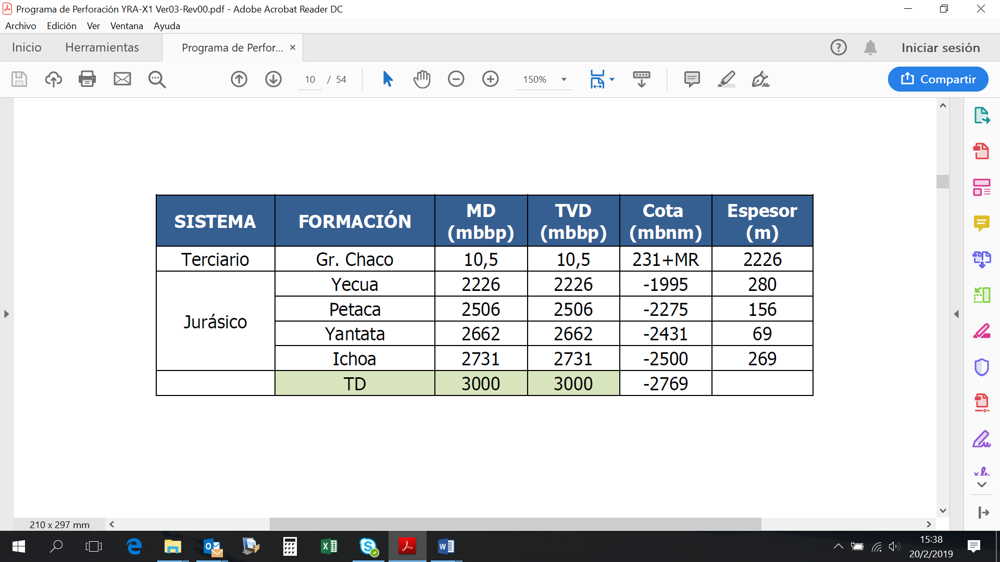 Programa de Perforación YRA-X1 Ver03-Rev00.pdf - Adobe Acrobat Reader DC
Archivo Edición Ver Ventana Ayuda
Inicio Herramientas Programa de Perfor... × Iniciar sesión
10 / 54 150% Compartir
SISTEMA FORMACIÓN MD (mbbp) TVD (mbbp) Cota (mbnm) Espesor (m)
Terciario Gr. Chaco 10,5 10,5 231+MR 2226
Jurásico Yecua 2226 2226 -1995 280
Petaca 2506 2506 -2275 156
Yantata 2662 2662 -2431 69
Ichoa 2731 2731 -2500 269
TD 3000 3000 -2769
210 x 297 mm
15:38
20/2/2019